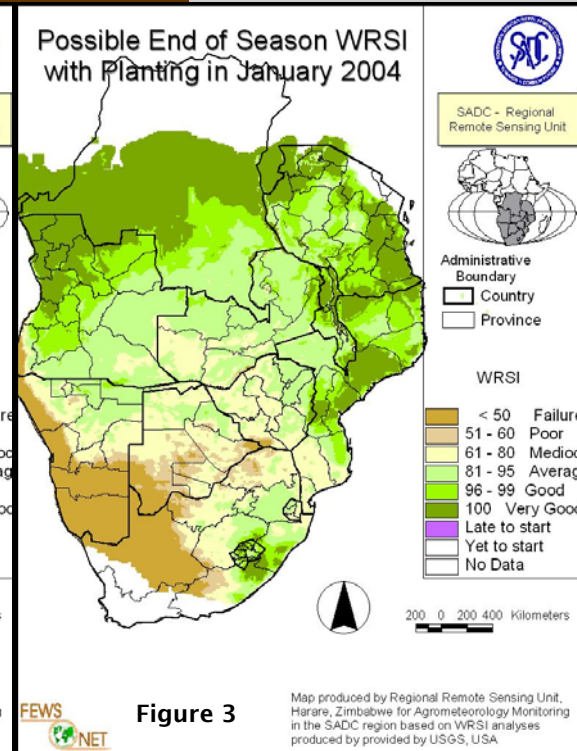 Possible End of Season WRSI
with Planting in January 2004
SADC
SADC - Regional
Remote Sensing Unit
Administrative
Boundary
Country
Province
WRSI
< 50 Failure
51 - 60 Poor
61 - 80 Medioc
81 - 95 Averag
96 - 99 Good
100 Very Good
Late to start
Yet to start
No Data
200 0 200 400 Kilometers
FEWS
NET
Figure 3
Map produced by Regional Remote Sensing Unit,
Harare, Zimbabwe for Agrometeorology Monitoring
in the SADC region based on WRSI analyses
produced by provided by USGS, USA